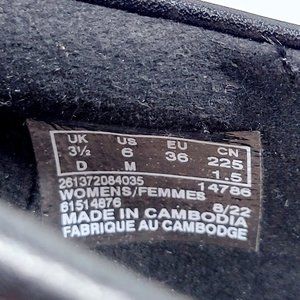 UK US EU CN
3½ 6 36 225
D M 1.5
261372084035 14786
WOMENS/FEMMES
61514876 8/22
MADE IN CAMBODIA
FABRIQUE AU CAMBODGE